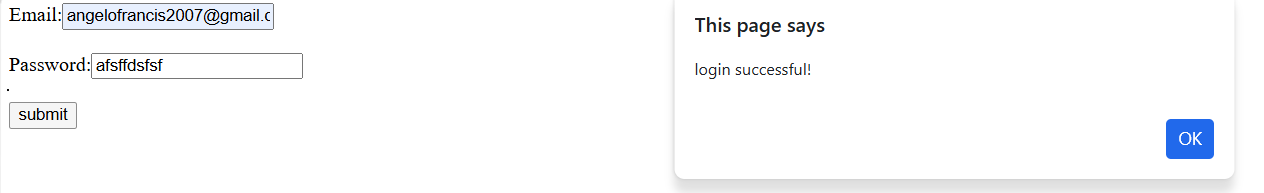 Email: angelofrancis2007@gmail.c
Password: afsffdsfsf
.
submit
This page says
login successful!
OK